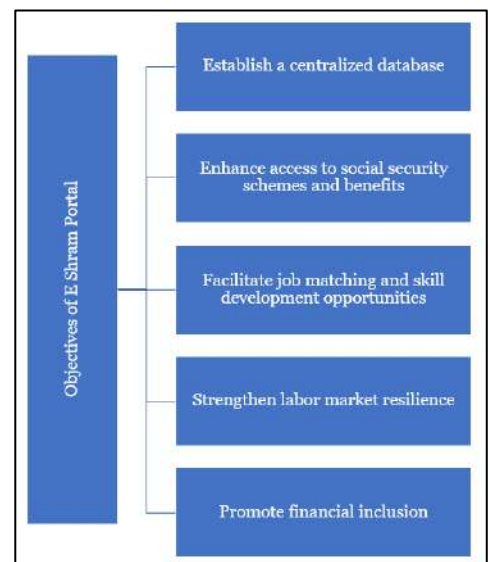 Objectives of E Shram Portal
Establish a centralized database
Enhance access to social security
schemes and benefits
Facilitate job matching and skill
development opportunities
Strengthen labor market resilience
Promote financial inclusion